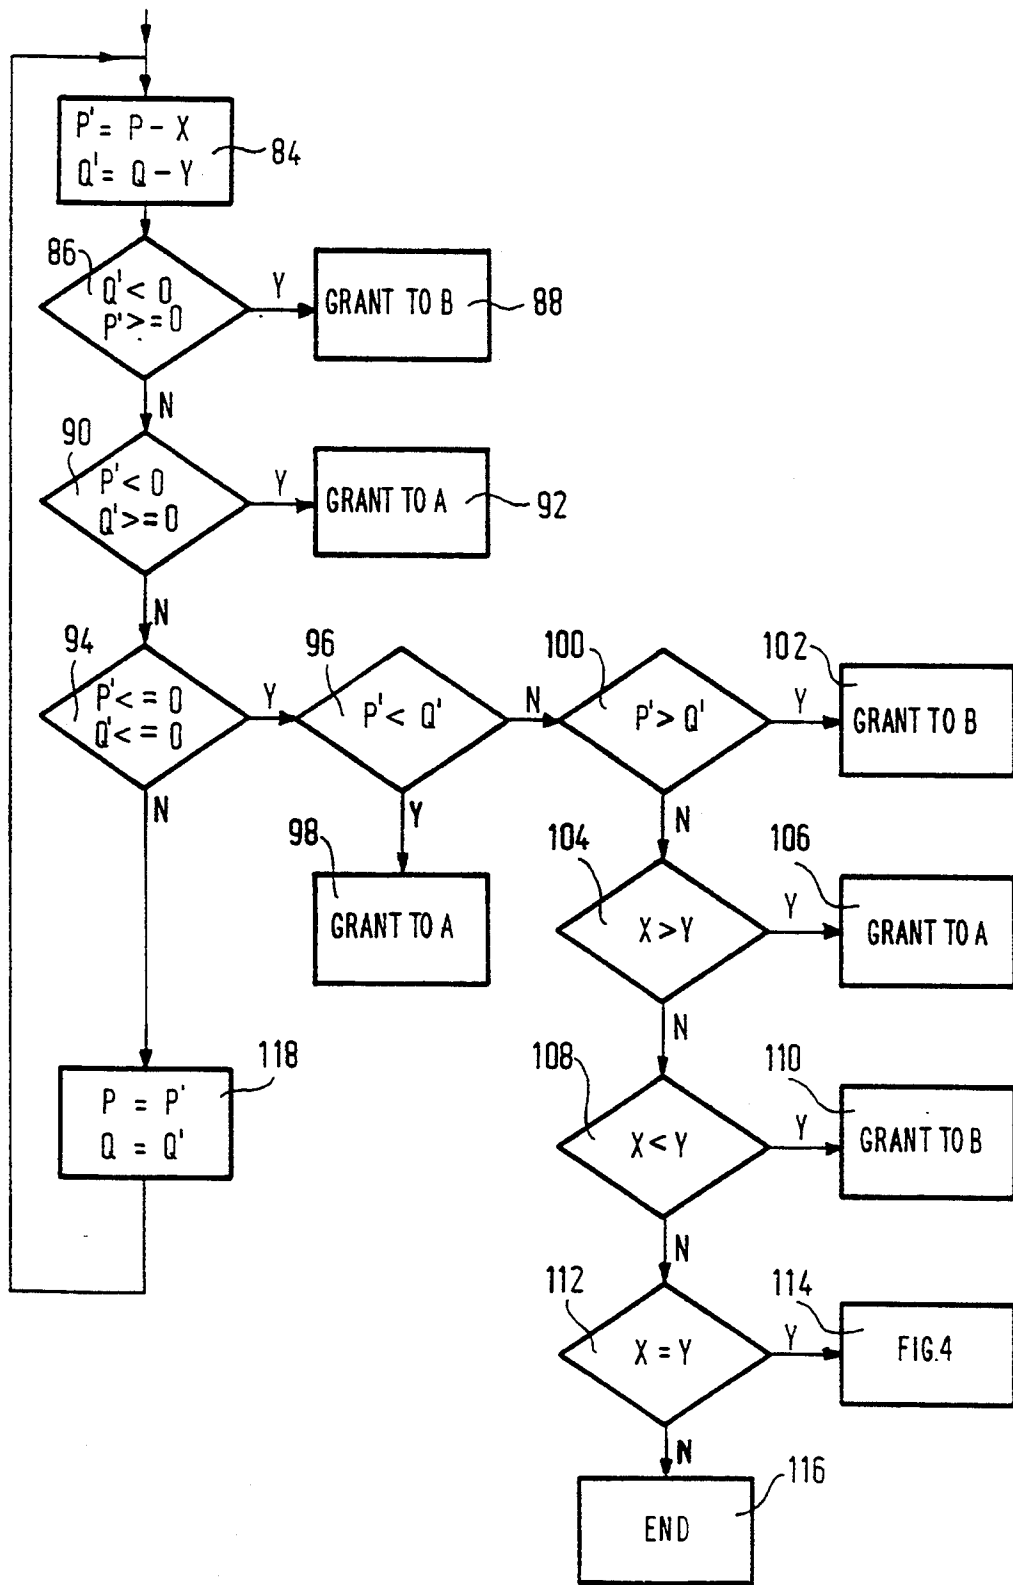 P' = P - X
Q' = Q - Y
84
86
Q' < 0
P' >= 0
Y
GRANT TO B
88
N
90
P' < 0
Q' >= 0
Y
GRANT TO A
92
N
94
P' <= 0
Q' <= 0
Y
96
P' < Q'
N
100
P' > Q'
Y
102
GRANT TO B
N
Y
98
GRANT TO A
N
104
X > Y
Y
106
GRANT TO A
N
118
P = P'
Q = Q'
108
X < Y
Y
110
GRANT TO B
N
112
X = Y
Y
114
FIG.4
N
116
END